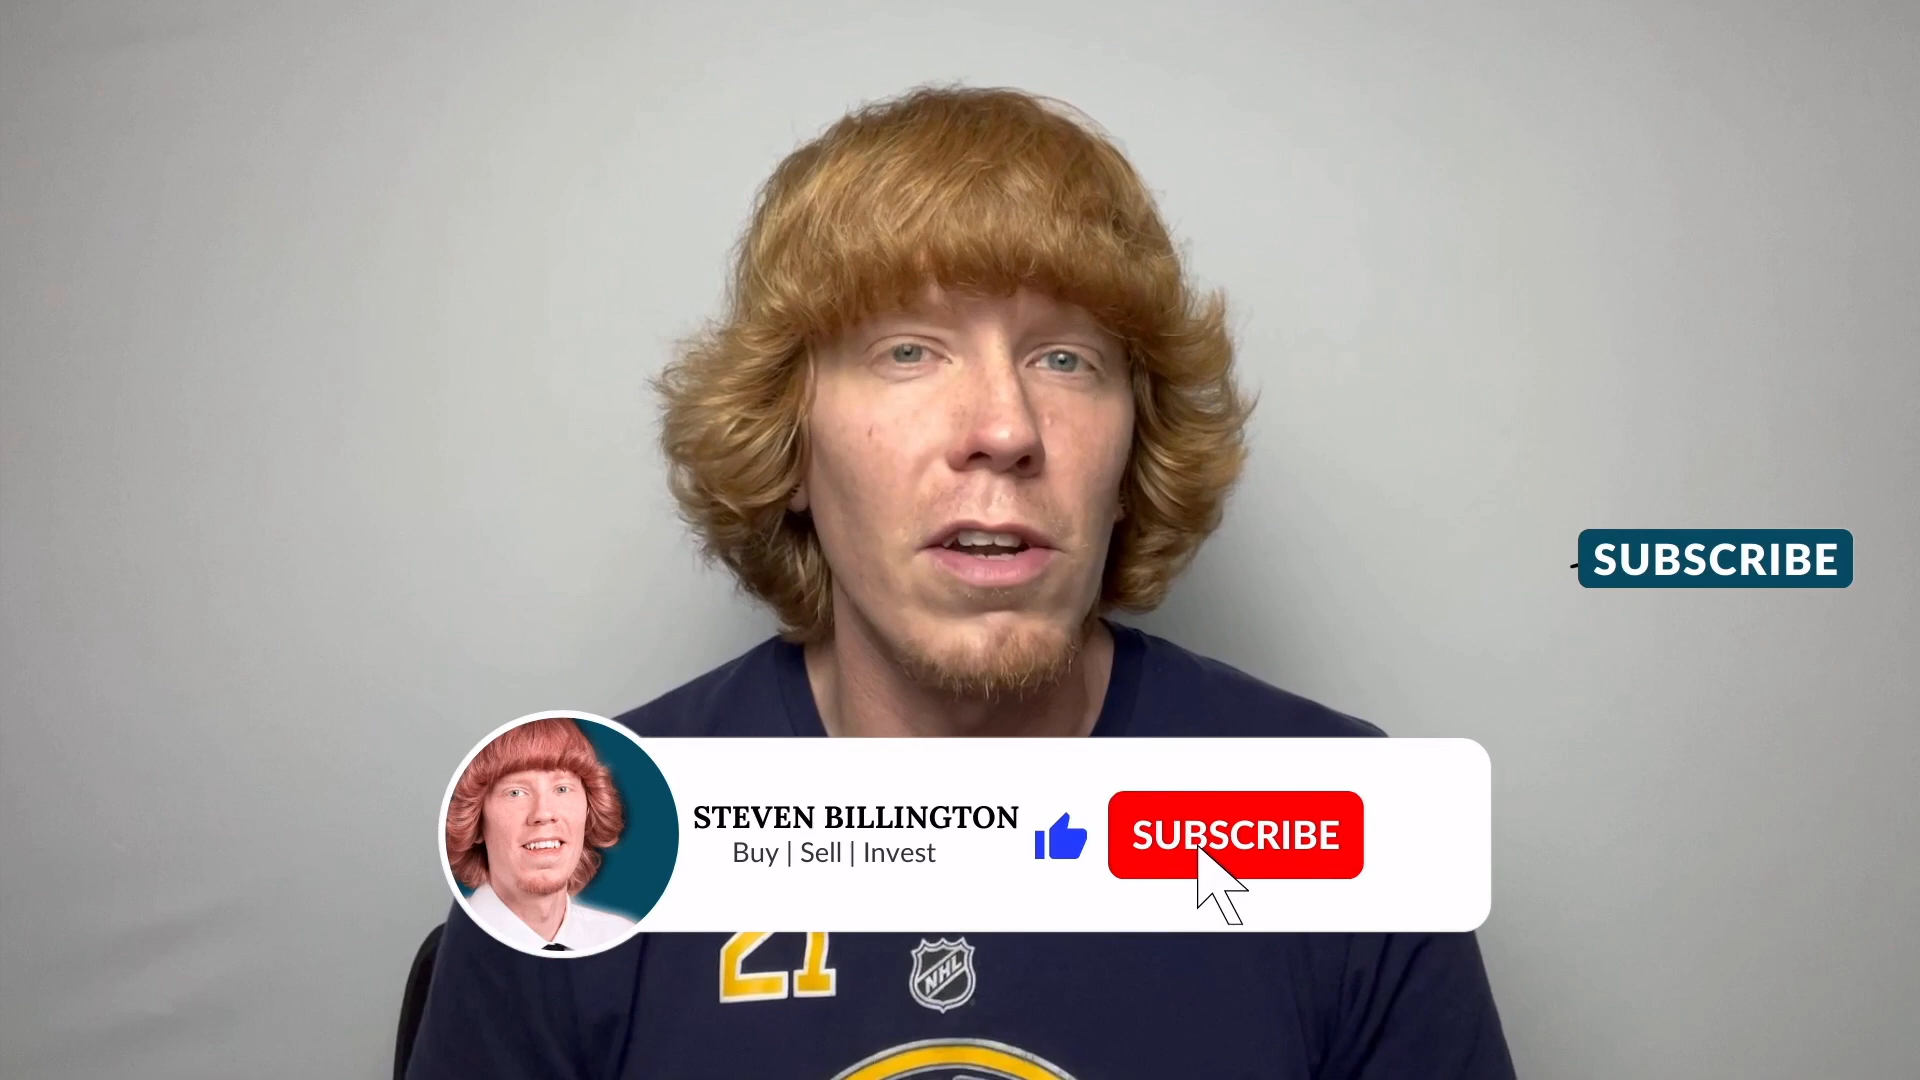 SUBSCRIBE
STEVEN BILLINGTON
Buy | Sell | Invest
SUBSCRIBE
21
NHL